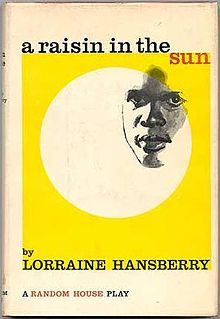 a raisin in the
sun
by
LORRAINE HANSBERRY
A RANDOM HOUSE PLAY